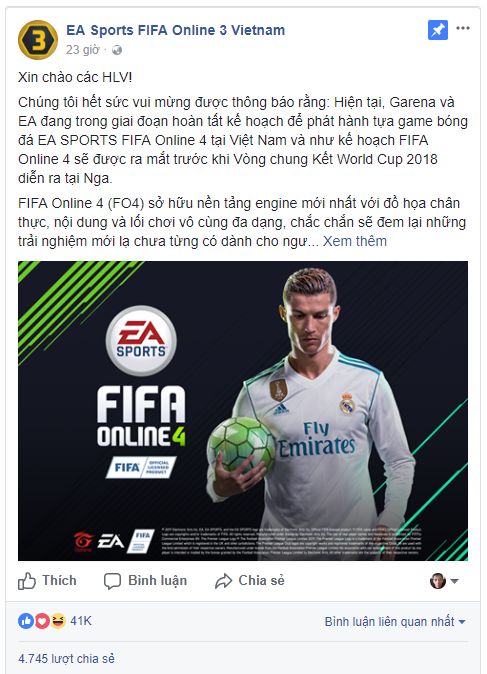 3
EA Sports FIFA Online 3 Vietnam
23 giờ ·
Xin chào các HLV!
Chúng tôi hết sức vui mừng được thông báo rằng: Hiện tại, Garena và
EA đang trong giai đoạn hoàn tất kế hoạch để phát hành tựa game bóng
đá EA SPORTS FIFA Online 4 tại Việt Nam và như kế hoạch FIFA
Online 4 sẽ được ra mắt trước khi Vòng chung Kết World Cup 2018
diễn ra tại Nga.
FIFA Online 4 (FO4) sở hữu nền tảng engine mới nhất với đồ họa chân
thực, nội dung và lối chơi vô cùng đa dạng, chắc chắn sẽ đem lại những
trải nghiệm mới lạ chưa từng có dành cho ngư... Xem thêm
EA
SPORTS
FIFA
ONLINE 4
FIFA OFFICIAL LICENSED PRODUCT
Fly
Emirates
adidas
Garena
EA
FIFA
Thích
Bình luận
Chia sẻ
41K
Bình luận liên quan nhất
4.745 lượt chia sẻ